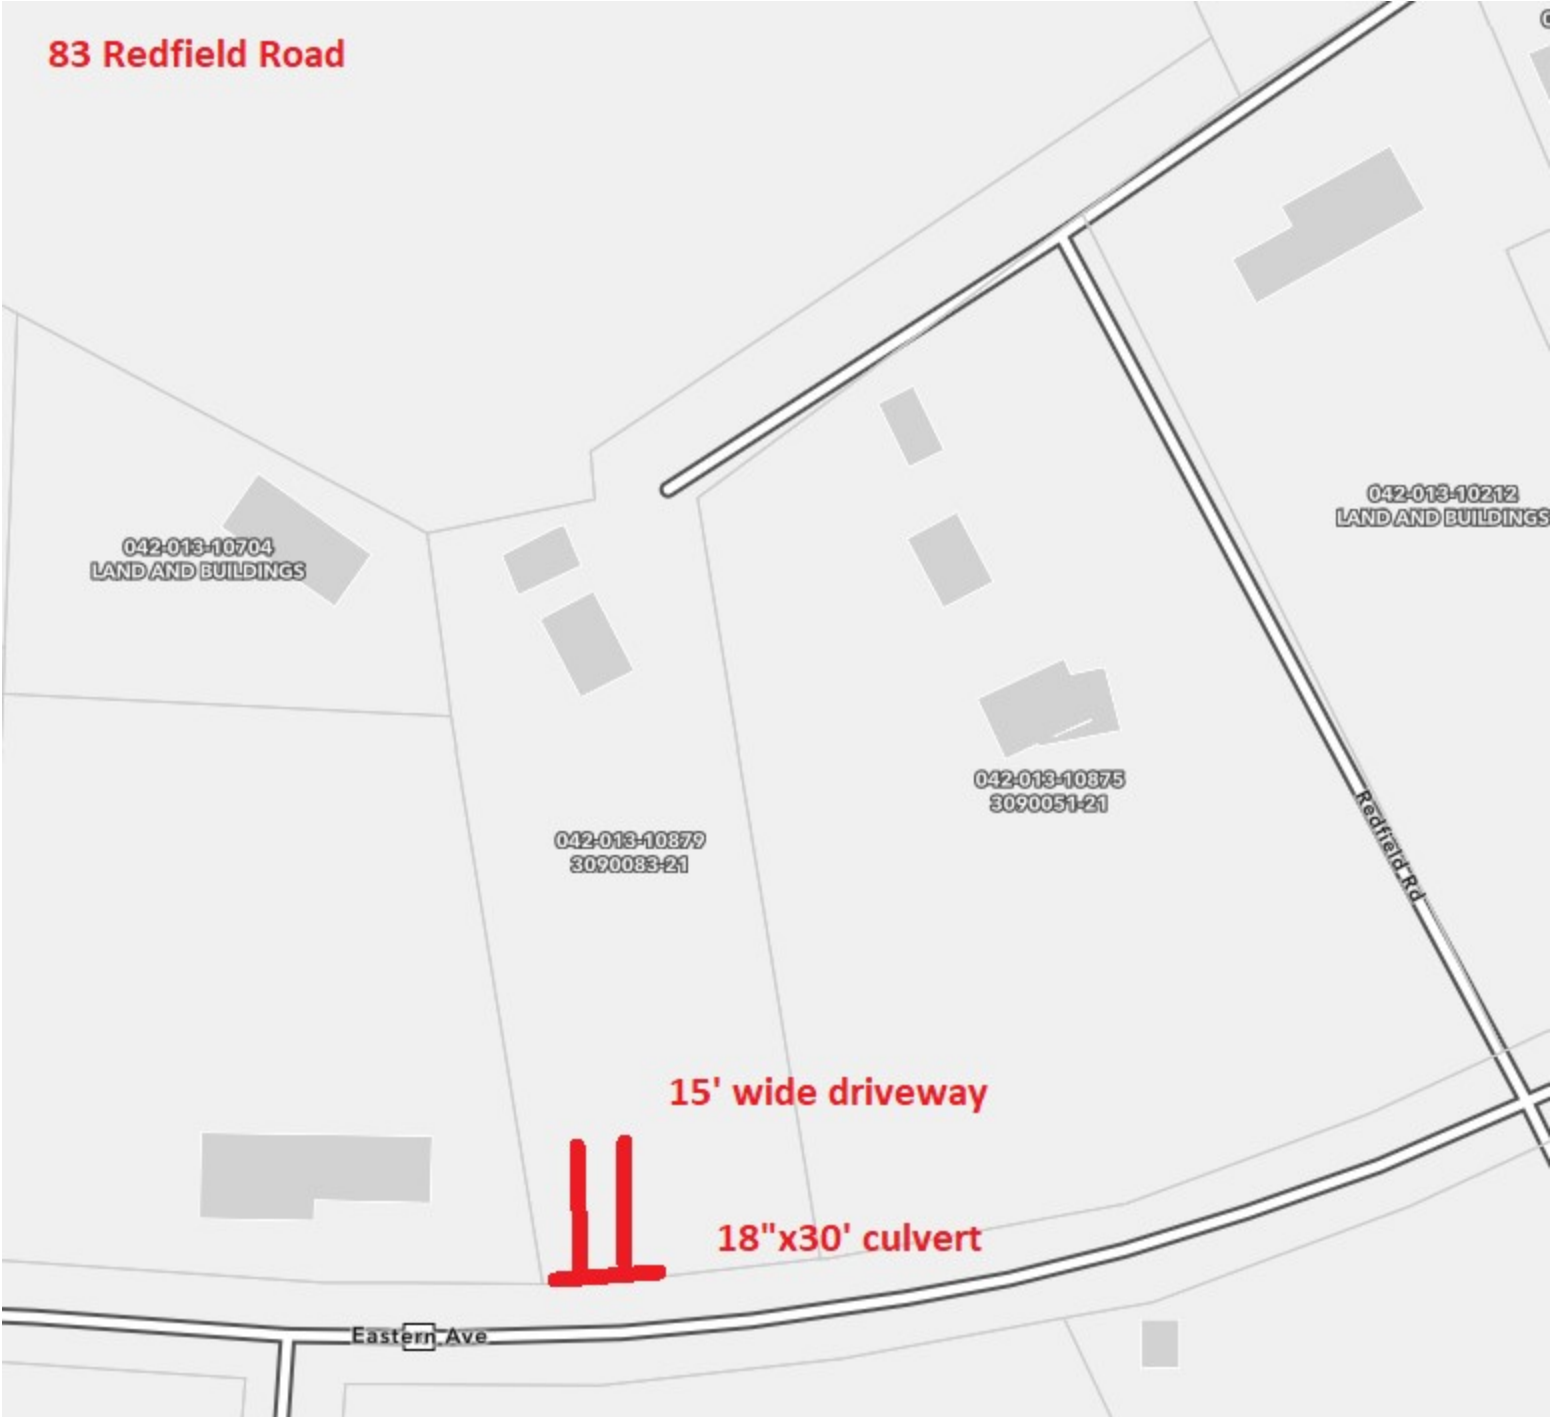 83 Redfield Road
042-013-10212
LAND AND BUILDINGS
042-013-10704
LAND AND BUILDINGS
042-013-10875
3090051-21
Redfield Rd
042-013-10879
3090083-21
15' wide driveway
18"x30' culvert
Eastern Ave